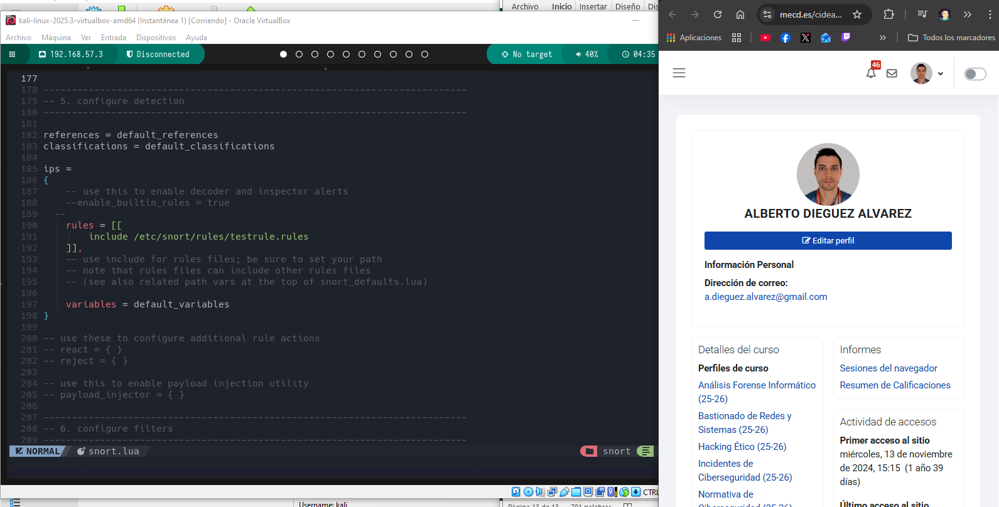 Archivo Inicio Insertar Diseño Dis
kali-linux-2025.3-virtualbox-amd64 (Instantánea 1) [Corriendo] - Oracle VirtualBox
Archivo Máquina Ver Entrada Dispositivos Ayuda
192.168.57.3 Disconnected No target 40% 04:35
177
178 ---------------------------------------------------------------------------
179 -- 5. configure detection
180 ---------------------------------------------------------------------------
181
182 references = default_references
183 classifications = default_classifications
184
185 ips =
186 {
187 -- use this to enable decoder and inspector alerts
188 --enable_builtin_rules = true
189 --
190 rules = [[
191 include /etc/snort/rules/testrule.rules
192 ]],
193 -- use include for rules files; be sure to set your path
194 -- note that rules files can include other rules files
195 -- (see also related path vars at the top of snort_defaults.lua)
196
197 variables = default_variables
198 }
199
200 -- use these to configure additional rule actions
201 -- react = { }
202 -- reject = { }
203
204 -- use this to enable payload injection utility
205 -- payload_injector = { }
206
207 ---------------------------------------------------------------------------
208 -- 6. configure filters
209 ---------------------------------------------------------------------------
NORMAL snort.lua snort
CTRL
Username: kali
Página 13 de 13 791 palabras
mecd.es/cidea...
Aplicaciones » Todos los marcadores
46
ALBERTO DIEGUEZ ALVAREZ
Editar perfil
Información Personal
Dirección de correo:
a.dieguez.alvarez@gmail.com
Detalles del curso
Perfiles de curso
Análisis Forense Informático
(25-26)
Bastionado de Redes y
Sistemas (25-26)
Hacking Ético (25-26)
Incidentes de
Ciberseguridad (25-26)
Normativa de
Ciberseguridad (25-26)
Informes
Sesiones del navegador
Resumen de Calificaciones
Actividad de accesos
Primer acceso al sitio
miércoles, 13 de noviembre
de 2024, 15:15 (1 año 39
días)
Último acceso al sitio